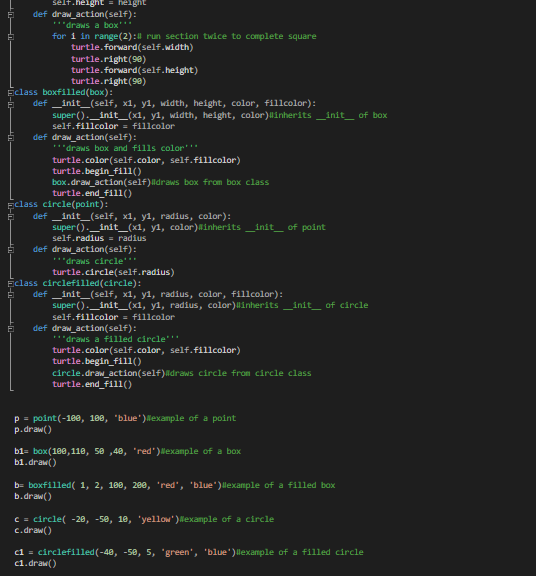 self.height = height
def draw_action(self):
'''draws a box'''
for i in range(2):# run section twice to complete square
turtle.forward(self.width)
turtle.right(90)
turtle.forward(self.height)
turtle.right(90)
class boxfilled(box):
def __init__(self, x1, y1, width, height, color, fillcolor):
super().__init__(x1, y1, width, height, color)#inherits __init__ of box
self.fillcolor = fillcolor
def draw_action(self):
'''draws box and fills color'''
turtle.color(self.color, self.fillcolor)
turtle.begin_fill()
box.draw_action(self)#draws box from box class
turtle.end_fill()
class circle(point):
def __init__(self, x1, y1, radius, color):
super().__init__(x1, y1, color)#inherits __init__ of point
self.radius = radius
def draw_action(self):
'''draws circle'''
turtle.circle(self.radius)
class circlefilled(circle):
def __init__(self, x1, y1, radius, color, fillcolor):
super().__init__(x1, y1, radius, color)#inherits __init__ of circle
self.fillcolor = fillcolor
def draw_action(self):
'''draws a filled circle'''
turtle.color(self.color, self.fillcolor)
turtle.begin_fill()
circle.draw_action(self)#draws circle from circle class
turtle.end_fill()
p = point(-100, 100, 'blue')#example of a point
p.draw()
b1= box(100,110, 50 ,40, 'red')#example of a box
b1.draw()
b= boxfilled( 1, 2, 100, 200, 'red', 'blue')#example of a filled box
b.draw()
c = circle( -20, -50, 10, 'yellow')#example of a circle
c.draw()
c1 = circlefilled(-40, -50, 5, 'green', 'blue')#example of a filled circle
c1.draw()